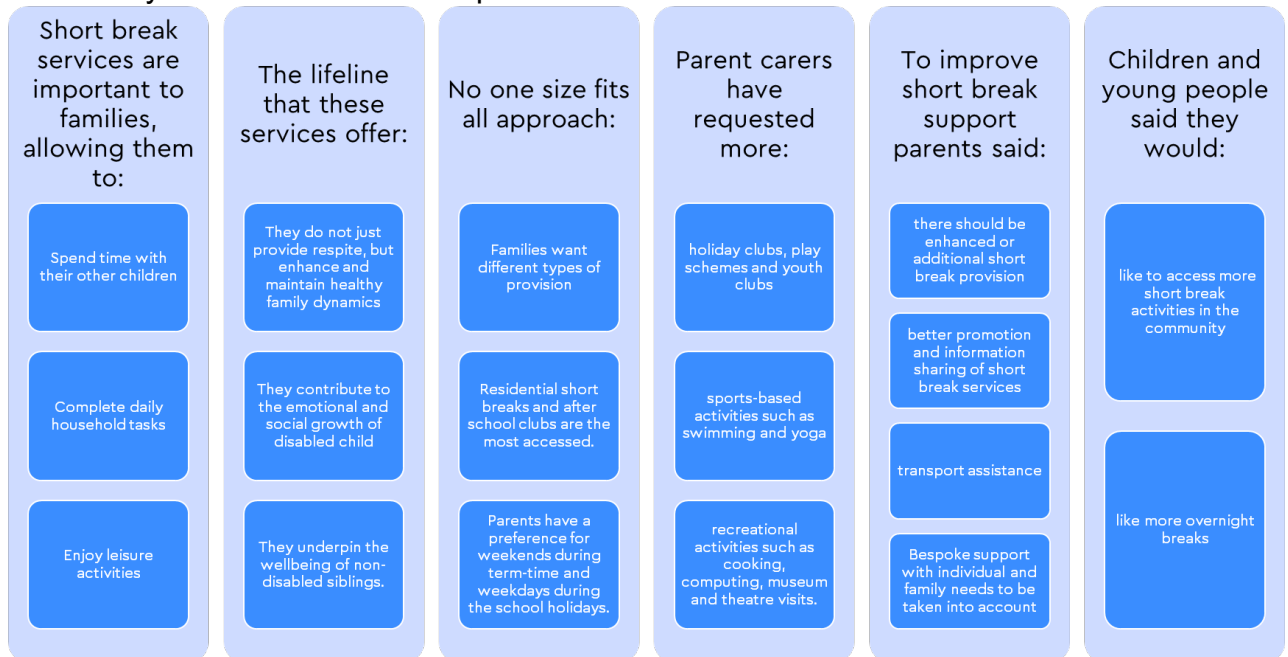 Short break
services are
important to
families,
allowing them
to:
Spend time with
their other children
Complete daily
household tasks
Enjoy leisure
activities
The lifeline
that these
services offer:
They do not just
provide respite, but
enhance and
maintain healthy
family dynamics
They contribute to
the emotional and
social growth of
disabled child
They underpin the
wellbeing of non-
disabled siblings.
No one size fits
all approach:
Families want
different types of
provision
Residential short
breaks and after
school clubs are the
most accessed.
Parents have a
preference for
weekends during
term-time and
weekdays during
the school holidays.
Parent carers
have
requested
more:
holiday clubs, play
schemes and youth
clubs
sports-based
activities such as
swimming and yoga
recreational
activities such as
cooking,
computing, museum
and theatre visits.
To improve
short break
support
parents said:
there should be
enhanced or
additional short
break provision
better promotion
and information
sharing of short
break services
transport assistance
Bespoke support
with individual and
family needs to be
taken into account
Children and
young people
said they
would:
like to access more
short break
activities in the
community
like more overnight
breaks